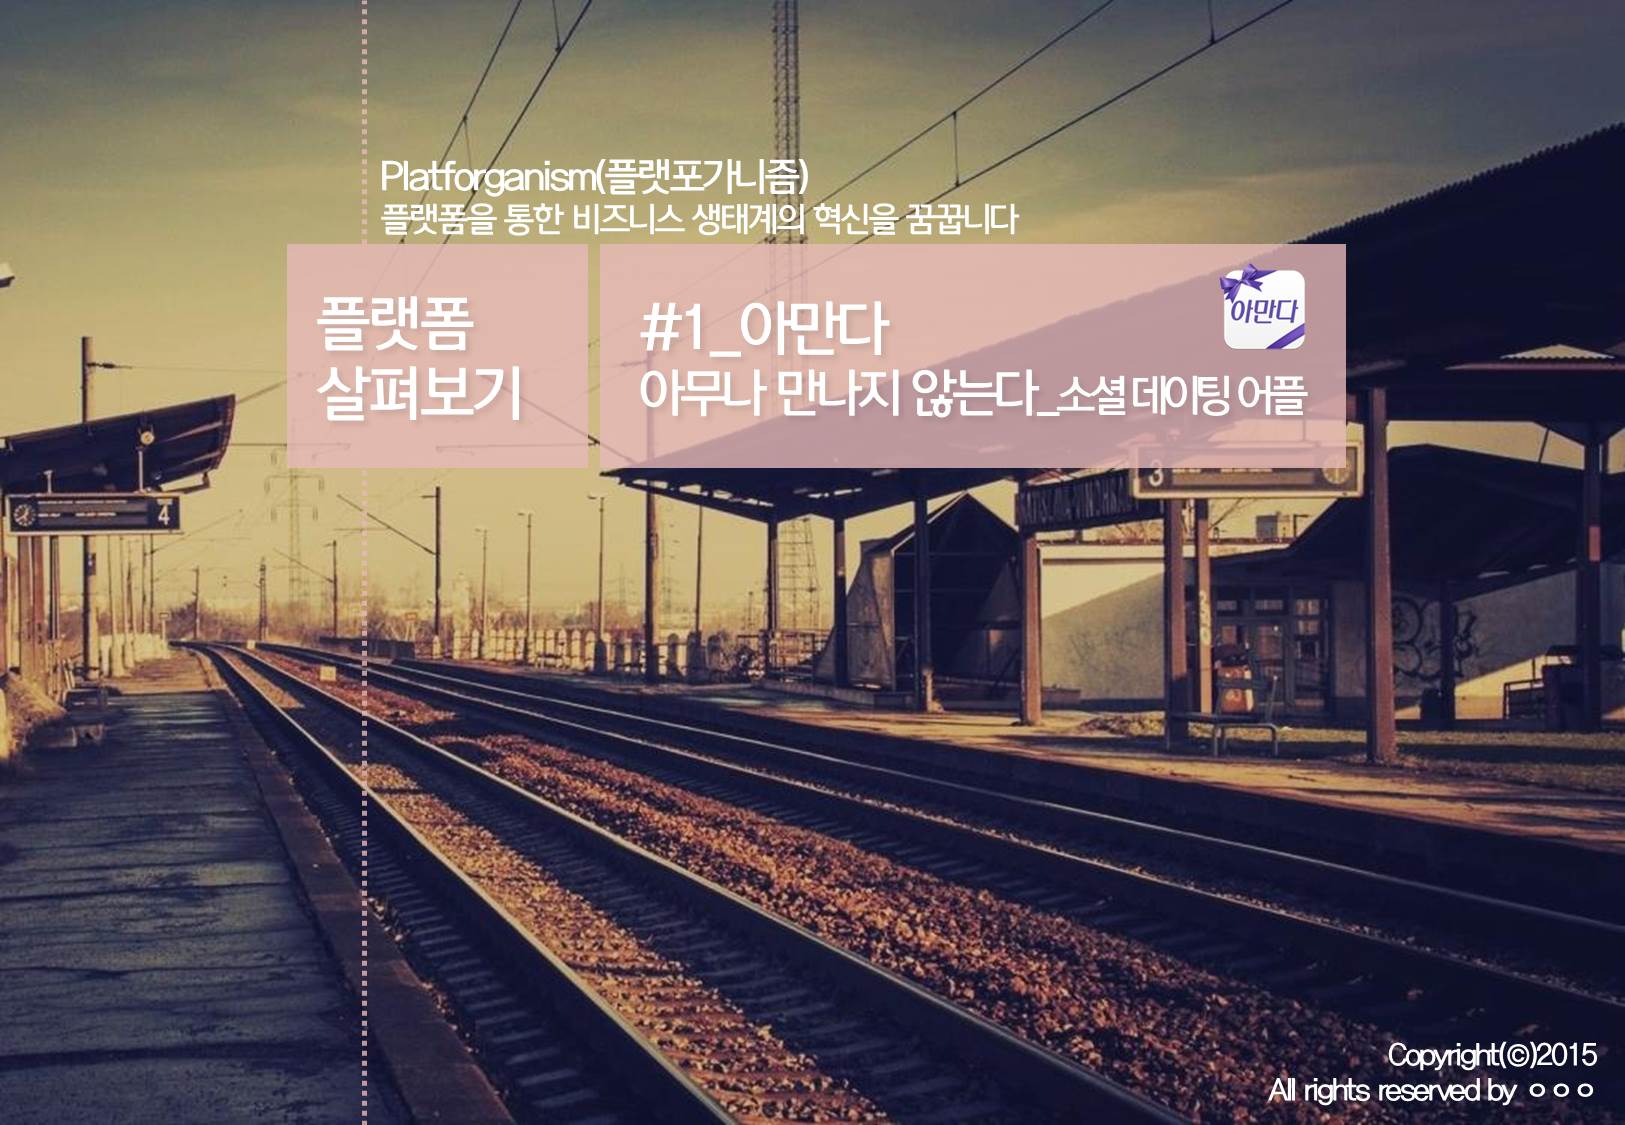 Platforganism(플랫포가니즘)
플랫폼을 통한 비즈니스 생태계의 혁신을 꿈꿉니다
플랫폼
살펴보기
#1_아만다
아만다
아무나 만나지 않는다_소셜 데이팅 어플
4
3
Copyright(©)2015
All rights reserved by ㅇㅇㅇ